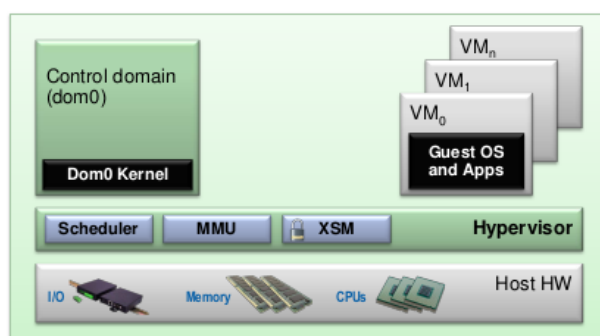 Control domain
(dom0)
Dom0 Kernel
VMn
VM1
VM0
Guest OS
and Apps
Scheduler
MMU
XSM
Hypervisor
I/O
Memory
CPUs
Host HW